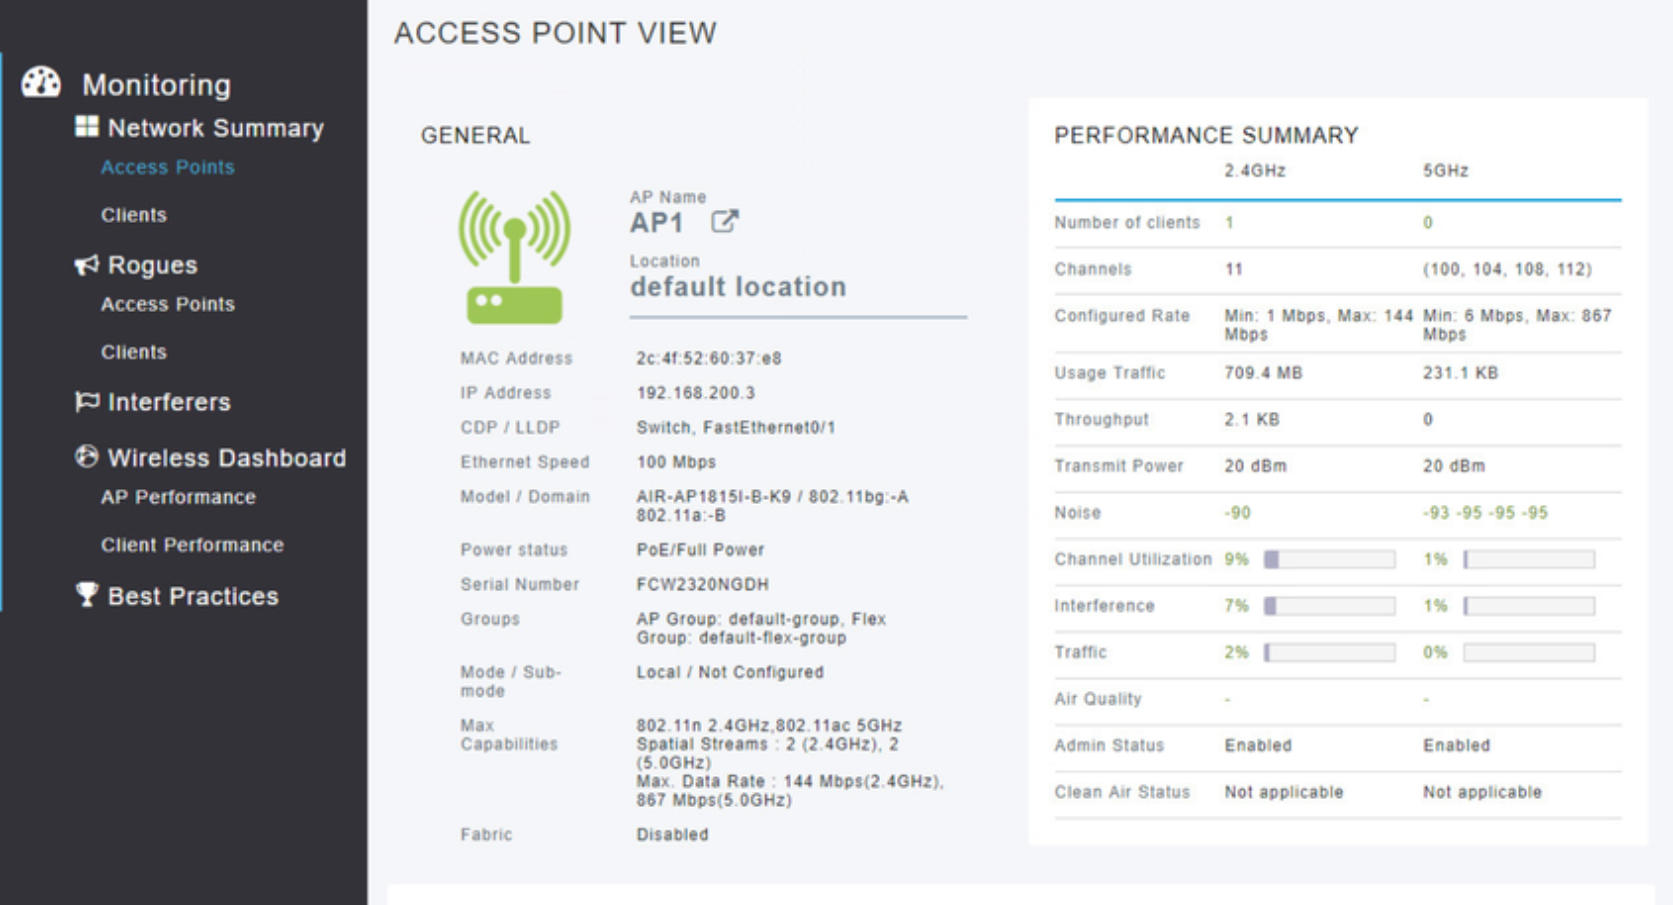 ACCESS POINT VIEW
Monitoring
Network Summary
Access Points
Clients
Rogues
Access Points
Clients
Interferers
Wireless Dashboard
AP Performance
Client Performance
Best Practices
GENERAL
AP Name
AP1
Location
default location
MAC Address 2c:4f:52:60:37:e8
IP Address 192.168.200.3
CDP / LLDP Switch, FastEthernet0/1
Ethernet Speed 100 Mbps
Model / Domain AIR-AP1815I-B-K9 / 802.11bg:-A
802.11a:-B
Power status PoE/Full Power
Serial Number FCW2320NGDH
Groups AP Group: default-group, Flex
Group: default-flex-group
Mode / Sub- Local / Not Configured
mode
Max 802.11n 2.4GHz,802.11ac 5GHz
Capabilities Spatial Streams : 2 (2.4GHz), 2
(5.0GHz)
Max. Data Rate : 144 Mbps(2.4GHz),
867 Mbps(5.0GHz)
Fabric Disabled
PERFORMANCE SUMMARY
2.4GHz 5GHz
Number of clients 1 0
Channels 11 (100, 104, 108, 112)
Configured Rate Min: 1 Mbps, Max: 144 Min: 6 Mbps, Max: 867
Mbps Mbps
Usage Traffic 709.4 MB 231.1 KB
Throughput 2.1 KB 0
Transmit Power 20 dBm 20 dBm
Noise -90 -93 -95 -95 -95
Channel Utilization 9% 1%
Interference 7% 1%
Traffic 2% 0%
Air Quality - -
Admin Status Enabled Enabled
Clean Air Status Not applicable Not applicable